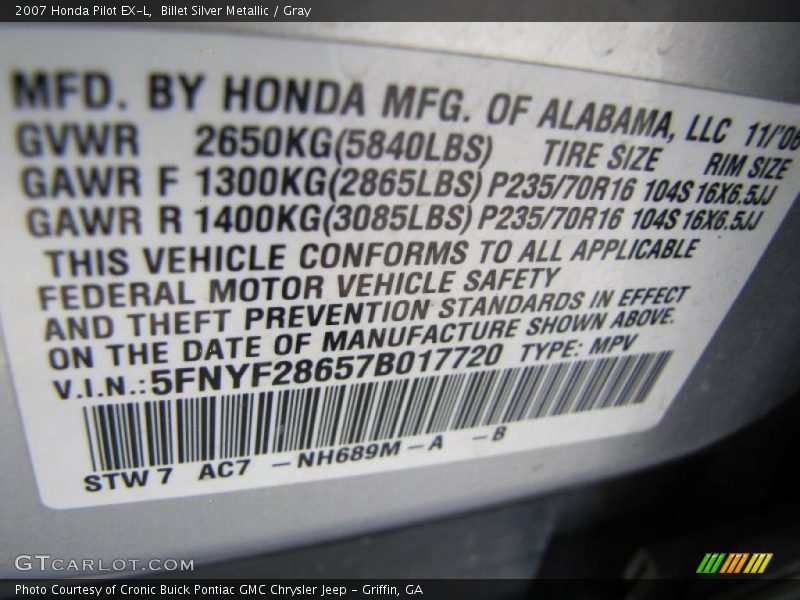 2007 Honda Pilot EX-L, Billet Silver Metallic / Gray
MFD. BY HONDA MFG. OF ALABAMA, LLC 11/'06
GVWR 2650KG(5840LBS) TIRE SIZE RIM SIZE
GAWR F 1300KG(2865LBS) P235/70R16 104S 16X6.5JJ
GAWR R 1400KG(3085LBS) P235/70R16 104S 16X6.5JJ
THIS VEHICLE CONFORMS TO ALL APPLICABLE
FEDERAL MOTOR VEHICLE SAFETY
AND THEFT PREVENTION STANDARDS IN EFFECT
ON THE DATE OF MANUFACTURE SHOWN ABOVE.
V.I.N.: 5FNYF28657B017720 TYPE: MPV
STW 7 AC7 -NH689M-A -B
GTCARLOT.COM
Photo Courtesy of Cronic Buick Pontiac GMC Chrysler Jeep - Griffin, GA